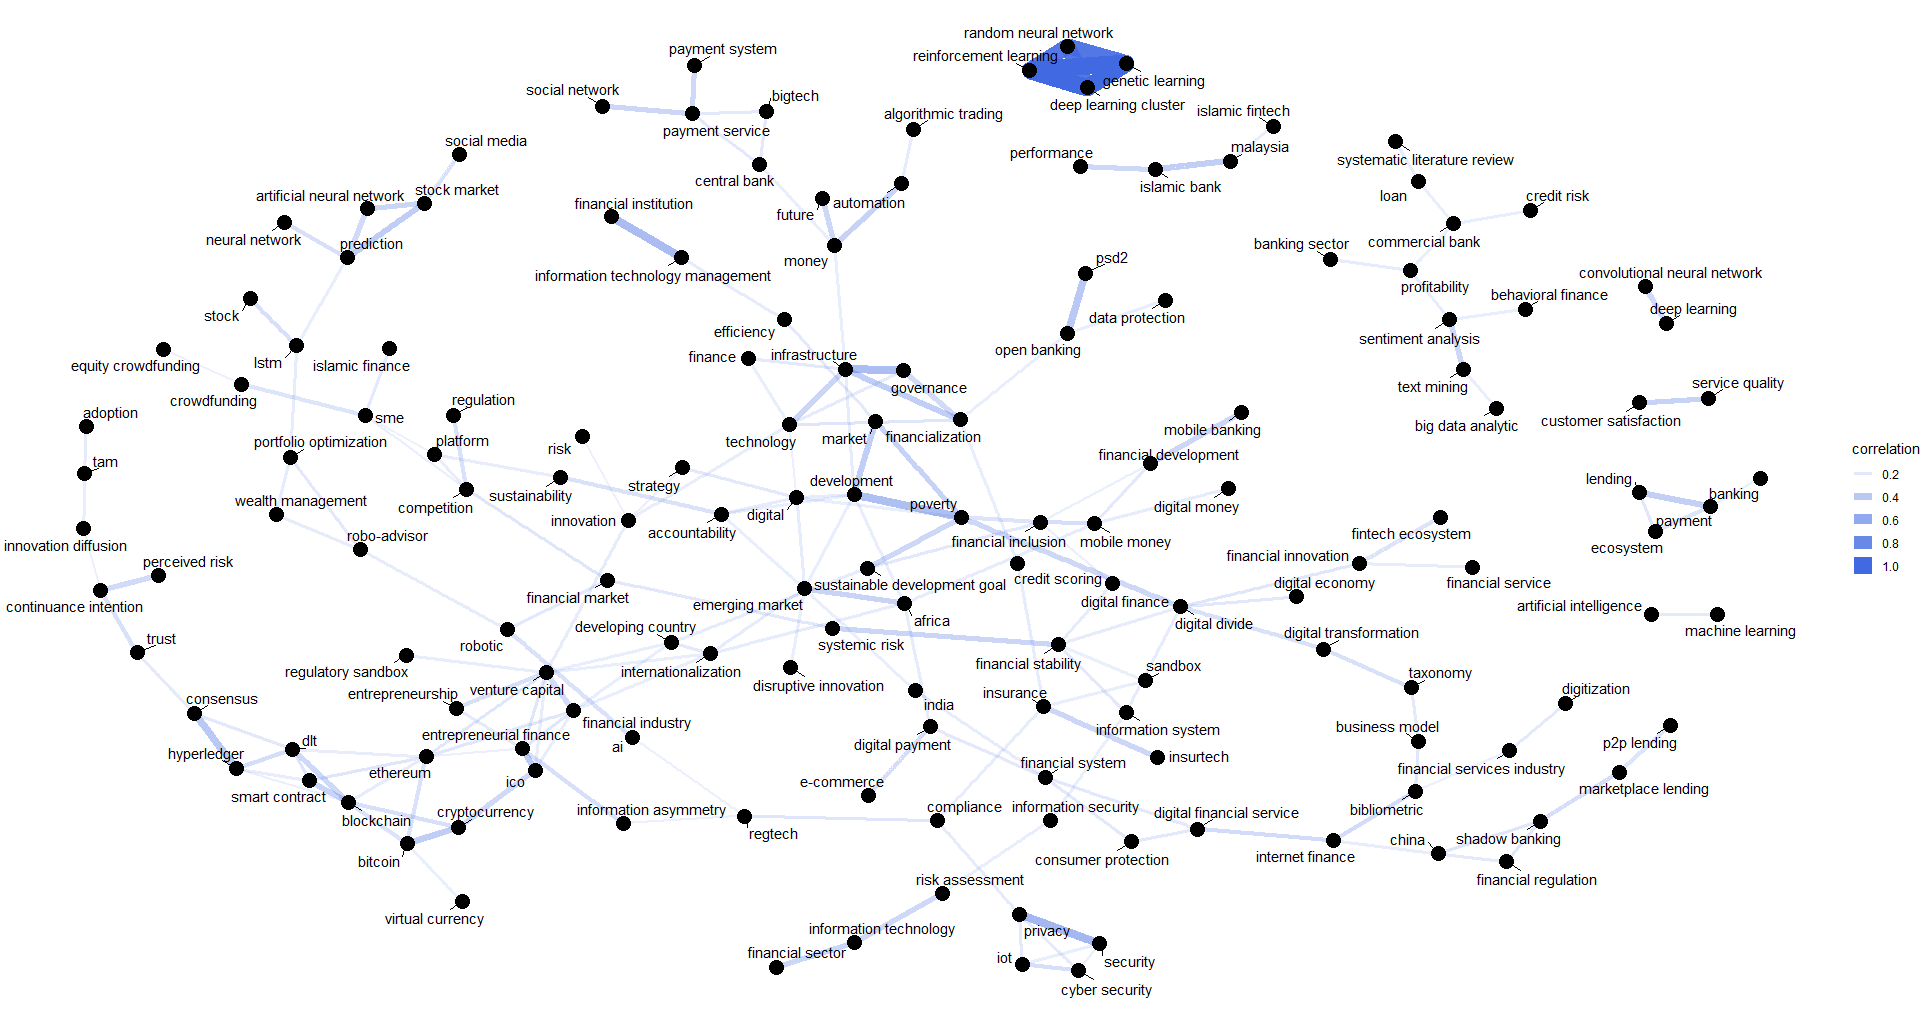 random neural network
payment system
reinforcement learning
genetic learning
social network
bigtech
deep learning cluster
islamic fintech
algorithmic trading
payment service
social media
malaysia
performance
systematic literature review
central bank
islamic bank
stock market
artificial neural network
loan
credit risk
financial institution
automation
future
neural network
prediction
commercial bank
banking sector
money
psd2
information technology management
convolutional neural network
profitability
behavioral finance
stock
data protection
deep learning
efficiency
sentiment analysis
open banking
finance
infrastructure
equity crowdfunding
lstm
islamic finance
service quality
governance
text mining
crowdfunding
regulation
adoption
sme
customer satisfaction
big data analytic
mobile banking
portfolio optimization
platform
technology
market
financialization
correlation
risk
financial development
tam
0.2
strategy
development
lending
sustainability
banking
0.4
wealth management
competition
poverty
digital
digital money
innovation
payment
0.6
accountability
fintech ecosystem
robo-advisor
financial inclusion
mobile money
innovation diffusion
ecosystem
0.8
financial innovation
perceived risk
1.0
credit scoring
sustainable development goal
digital economy
financial service
financial market
digital finance
emerging market
continuance intention
artificial intelligence
africa
digital divide
developing country
digital transformation
machine learning
trust
robotic
systemic risk
financial stability
sandbox
regulatory sandbox
internationalization
taxonomy
disruptive innovation
venture capital
entrepreneurship
insurance
digitization
consensus
india
financial industry
information system
business model
entrepreneurial finance
dlt
digital payment
p2p lending
ai
hyperledger
insurtech
financial system
financial services industry
ethereum
e-commerce
ico
marketplace lending
smart contract
compliance
information security
bibliometric
information asymmetry
cryptocurrency
digital financial service
blockchain
regtech
china
shadow banking
internet finance
consumer protection
bitcoin
risk assessment
financial regulation
virtual currency
information technology
privacy
financial sector
iot
security
cyber security